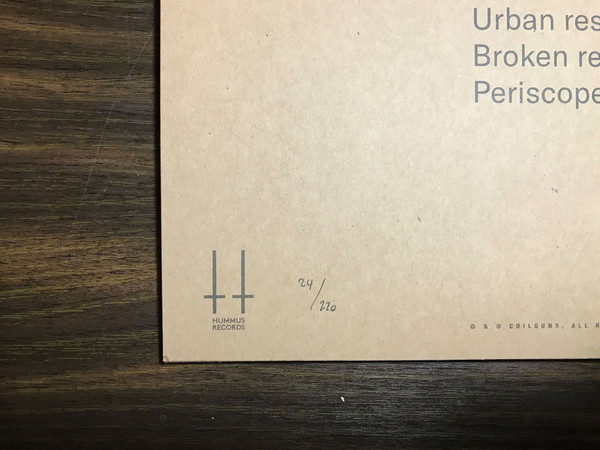 Urban res
Broken re
Periscope
24/220
HUMMUS
RECORDS
© & ℗ COILGUNS, ALL R